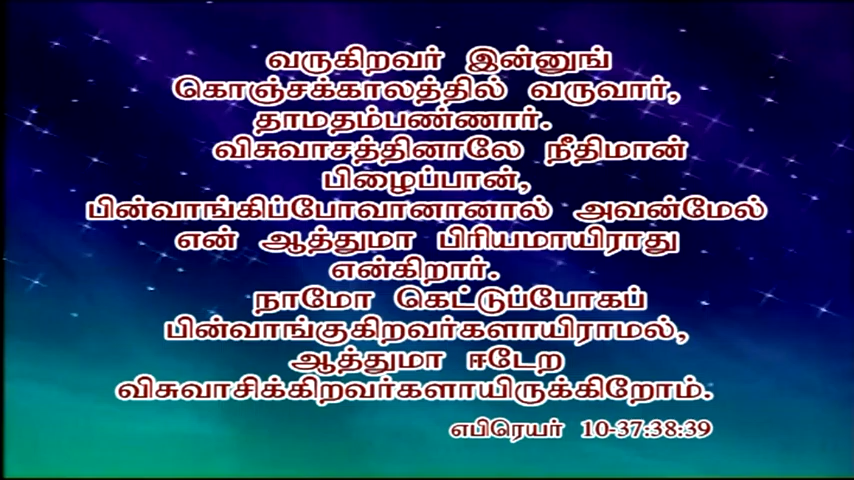 வருகிறவர் இன்னுங்
கொஞ்சக்காலத்தில் வருவார்,
தாமதம்பண்ணார்.
விசுவாசத்தினாலே நீதிமான்
பிழைப்பான்,
பின்வாங்கிப்போவானானால் அவன்மேல்
என் ஆத்துமா பிரியமாயிராது
என்கிறார்.
நாமோ கெட்டுப்போகப்
பின்வாங்குகிறவர்களாயிராமல்,
ஆத்துமா ஈடேற
விசுவாசிக்கிறவர்களாயிருக்கிறோம்.
எபிரெயர் 10-37:38:39